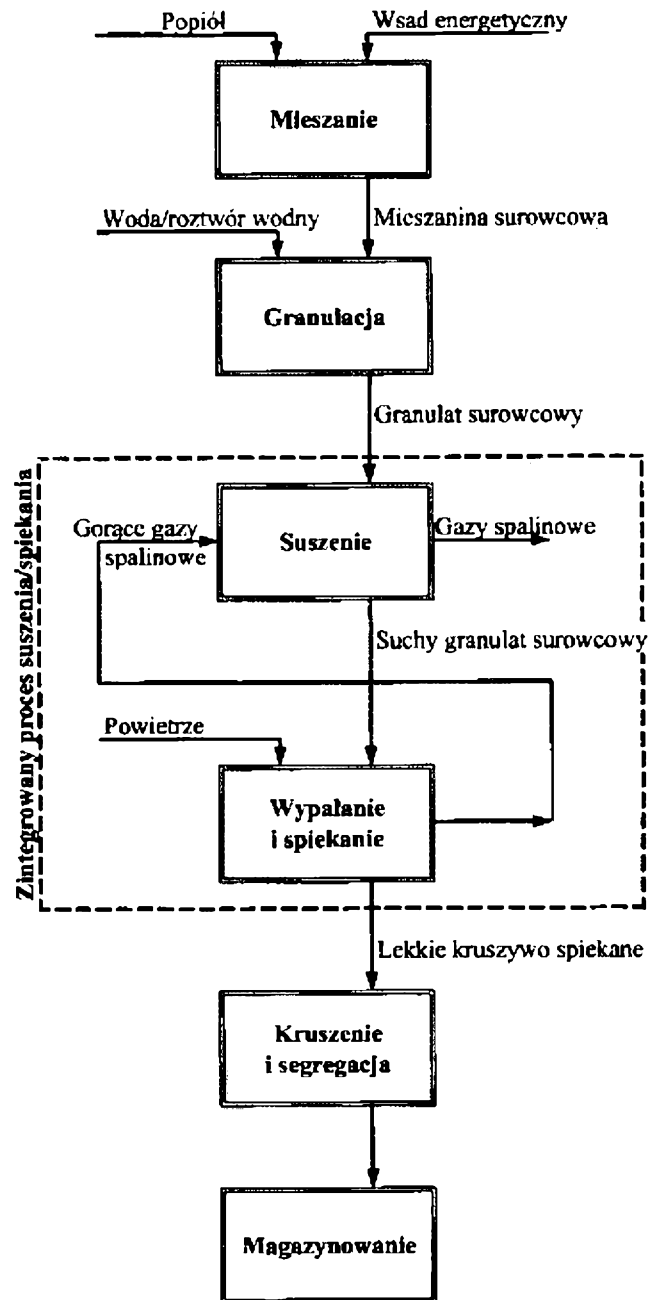 Popiół
Wsad energetyczny
Mieszanie
Woda/roztwór wodny
Mieszanina surowcowa
Granulacja
Granulat surowcowy
Zintegrowany proces suszenia/spiekania
Gorące gazy
spalinowe
Suszenie
Gazy spalinowe
Suchy granulat surowcowy
Powietrze
Wypalanie
i spiekanie
Lekkie kruszywo spiekane
Kruszenie
i segregacja
Magazynowanie